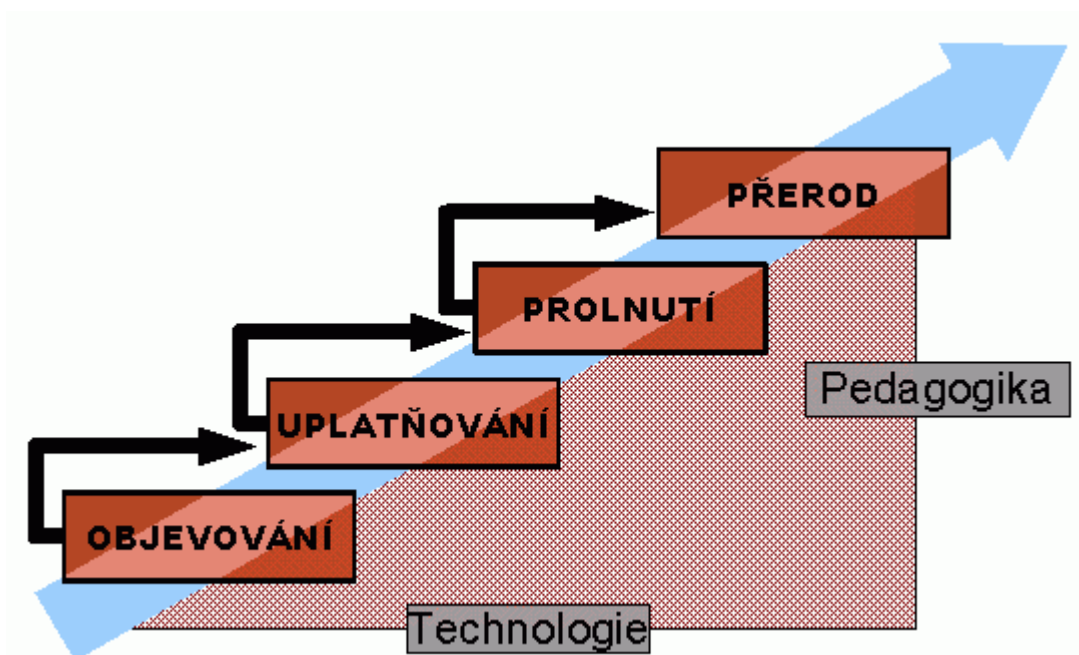 PŘEROD
PROLNUTÍ
Pedagogika
UPLATŇOVÁNÍ
OBJEVOVÁNÍ
Technologie